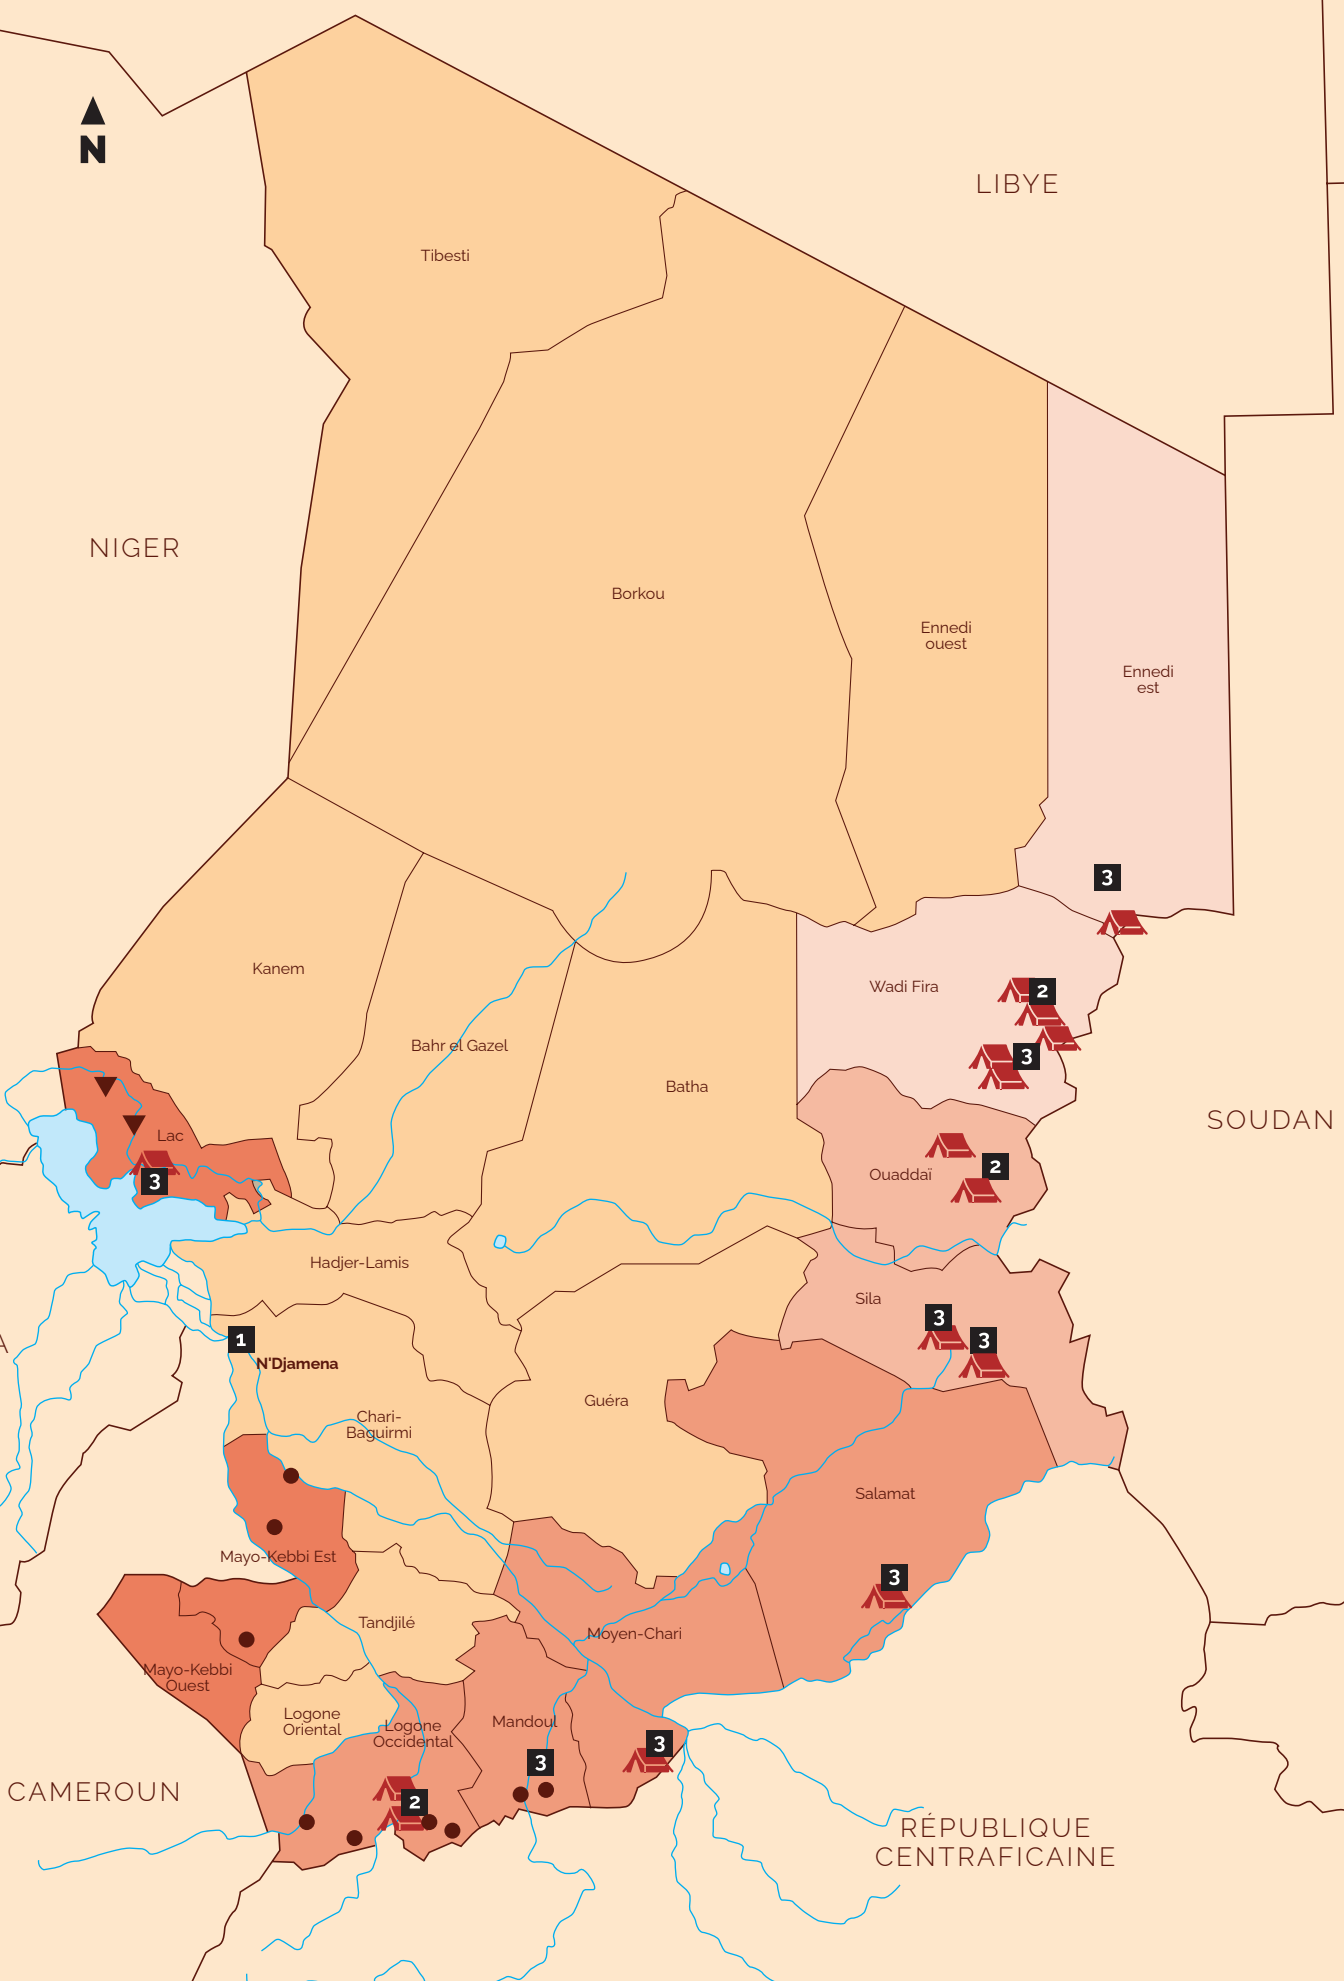 N
LIBYE
Tibesti
NIGER
Borkou
Ennedi
ouest
Ennedi
est
3
Kanem
Wadi Fira
2
Bahr el Gazel
3
Batha
SOUDAN
Lac
3
Ouaddaï
2
Hadjer-Lamis
Sila
3
3
1
N'Djamena
A
Guéra
Chari-
Baguirmi
Salamat
Mayo-Kebbi Est
3
Tandjilé
Moyen-Chari
Mayo-Kebbi
Ouest
Logone
Oriental
Logone
Occidental
Mandoul
3
3
2
CAMEROUN
RÉPUBLIQUE
CENTRAFICAINE